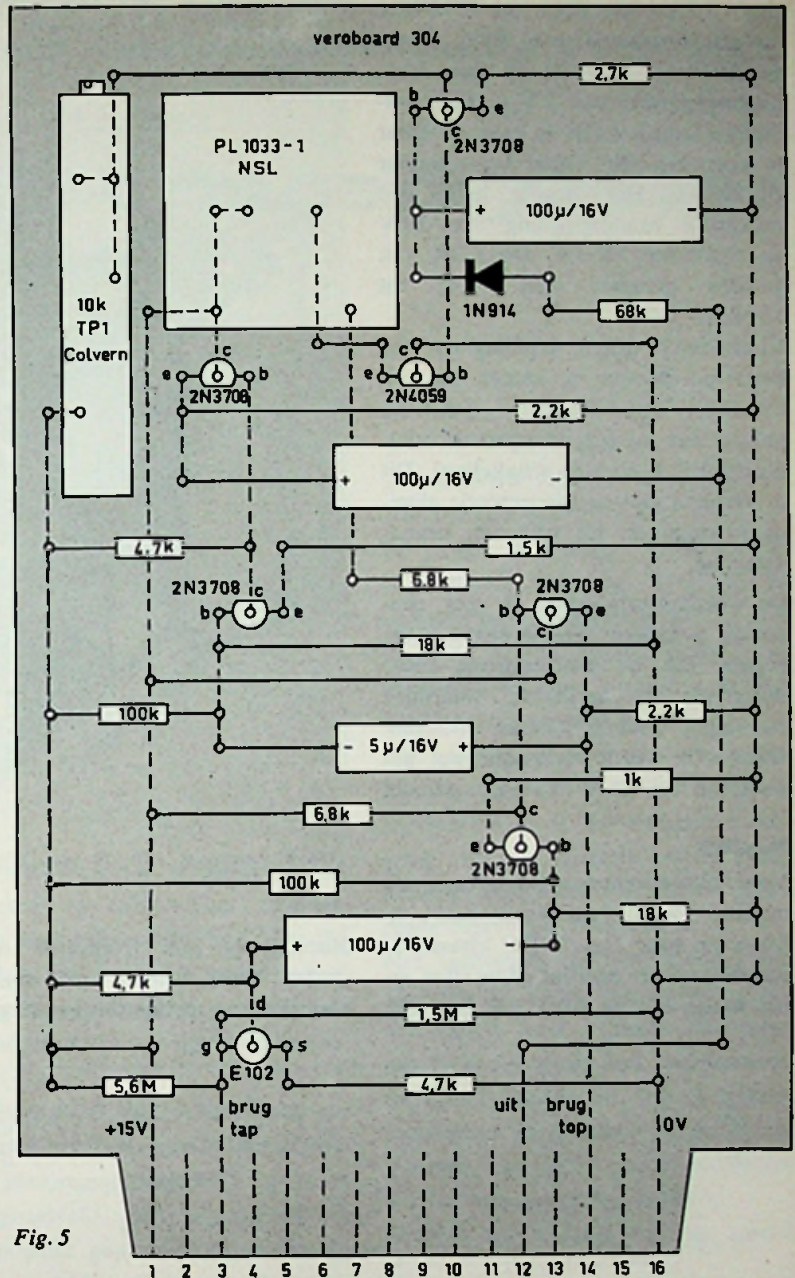 veroboard 304
2,7k
b
e
c
2N3708
PL1033-1
NSL
+ 100µ/16V -
10k
TP1
Colvern
1N914
68k
c
e
b
2N3708
c
e
b
2N4059
2.2k
+ 100µ/16V -
4,7k
1,5k
2N3708
c
b
e
6.8k
2N3708
b
e
c
18k
100k
2,2k
- 5µ/16V +
1k
6,8k
c
e
b
2N3708
100k
18k
+ 100µ/16V -
4,7k
d
1,5M
g
s
E102
5,6M
4,7k
brug
tap
uit
brug
top
+15V
0V
Fig. 5
1 2 3 4 5 6 7 8 9 10 11 12 13 14 15 16